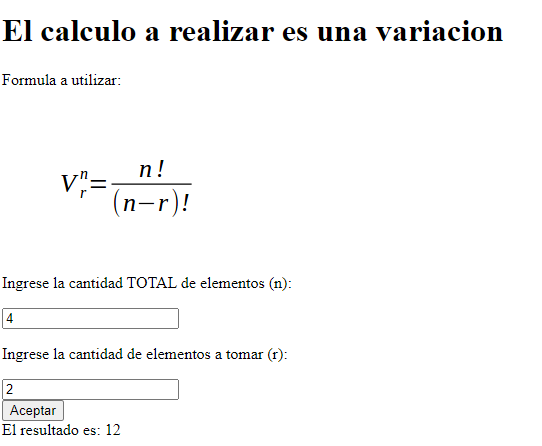 El calculo a realizar es una variacion
Formula a utilizar:
V_r^n = n! / (n−r)!
Ingrese la cantidad TOTAL de elementos (n):
4
Ingrese la cantidad de elementos a tomar (r):
2
Aceptar
El resultado es: 12